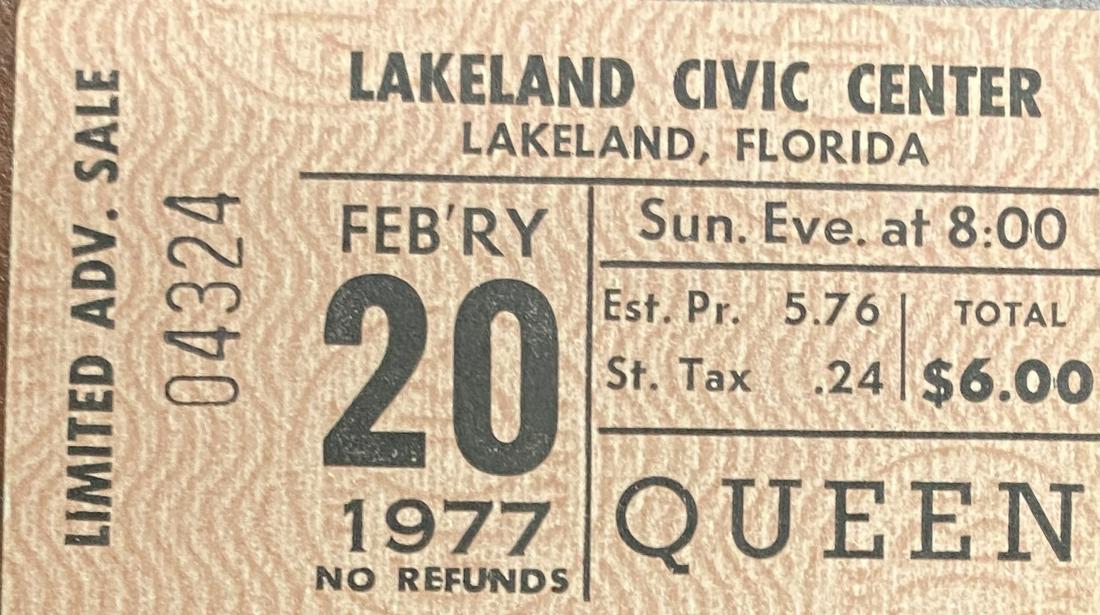 LIMITED ADV. SALE
04324
LAKELAND CIVIC CENTER
LAKELAND, FLORIDA
FEB'RY
20
1977
NO REFUNDS
Sun. Eve. at 8:00
Est. Pr. 5.76
St. Tax .24
TOTAL
$6.00
QUEEN